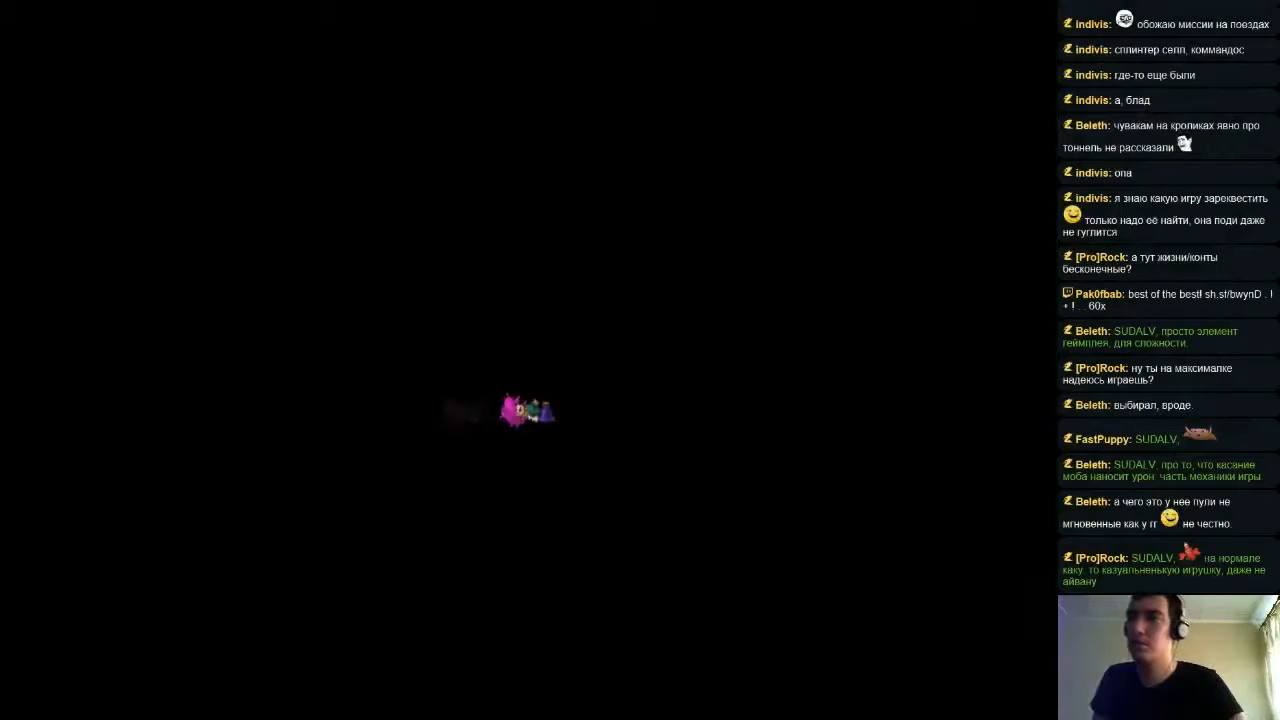 indivis: обожаю миссии на поездах
indivis: сплинтер селл, коммандос
indivis: где-то еще были
indivis: а, блад
Beleth: чувакам на кроликах явно про
тоннель не рассказали
indivis: опа
indivis: я знаю какую игру зареквестить
только надо её найти, она поди даже
не гуглится
[Pro]Rock: а тут жизни/конты
бесконечные?
Pak0fbab: best of the best! sh.st/bwynD . !
+ ! . . 60x
Beleth: SUDALV, просто элемент
геймплея, для сложности.
[Pro]Rock: ну ты на максималке
надеюсь играешь?
Beleth: выбирал, вроде.
FastPuppy: SUDALV,
Beleth: SUDALV, про то, что касание
моба наносит урон. часть механики игры.
Beleth: а чего это у нее пули не
мгновенные как у гг не честно.
[Pro]Rock: SUDALV, на нормале
каку. то казуальненькую игрушку, даже не
айвану